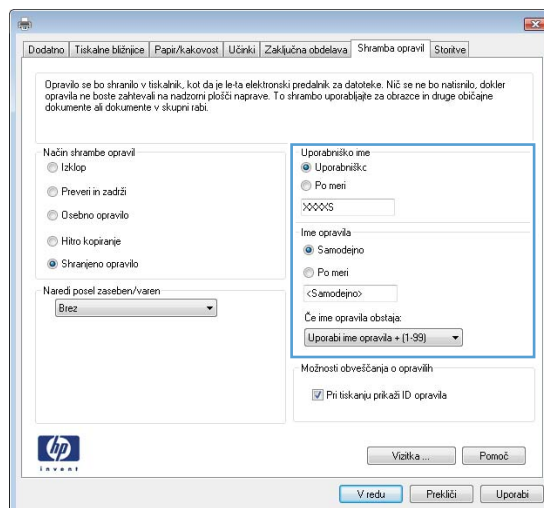 Dodatno Tiskalne bližnjice Papir/kakovost Učinki Zaključna obdelava Shramba opravil Storitve
Opravilo se bo shranilo v tiskalnik, kot da je le-ta elektronski predalnik za datoteke. Nič se ne bo natisnilo, dokler
opravila ne boste zahtevali na nadzorni plošči naprave. To shrambo uporabljajte za obrazce in druge običajne
dokumente ali dokumente v skupni rabi.
Način shrambe opravil
Izklop
Preveri in zadrži
Osebno opravilo
Hitro kopiranje
Shranjeno opravilo
Naredi posel zaseben/varen
Brez
Uporabniško ime
Uporabnišk
Po meri
XXXXS
Ime opravila
Samodejno
Po meri
<Samodejno>
Če ime opravila obstaja:
Uporabi ime opravila + (1-99)
Možnosti obveščanja o opravilih
Pri tiskanju prikaži ID opravila
hp
invent
Vizitka ... Pomoč
V redu Prekliči Uporabi